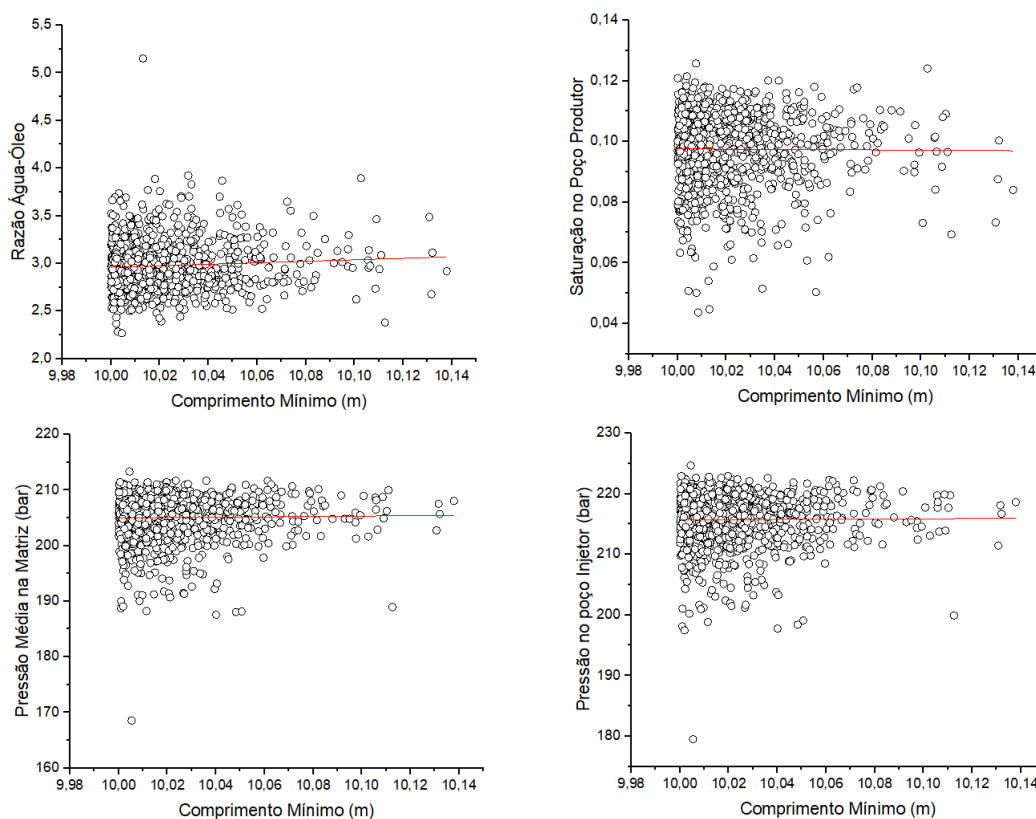 5,5
5,0
4,5
4,0
3,5
3,0
2,5
2,0
Razão Água-Óleo
9,98 10,00 10,02 10,04 10,06 10,08 10,10 10,12 10,14
Comprimento Mínimo (m)
0,14
0,12
0,10
0,08
0,06
0,04
Saturação no Poço Produtor
9,98 10,00 10,02 10,04 10,06 10,08 10,10 10,12 10,14
Comprimento Mínimo (m)
220
210
200
190
180
170
160
Pressão Média na Matriz (bar)
9,98 10,00 10,02 10,04 10,06 10,08 10,10 10,12 10,14
Comprimento Mínimo (m)
230
220
210
200
190
180
Pressão no poço Injetor (bar)
9,98 10,00 10,02 10,04 10,06 10,08 10,10 10,12 10,14
Comprimento Mínimo (m)